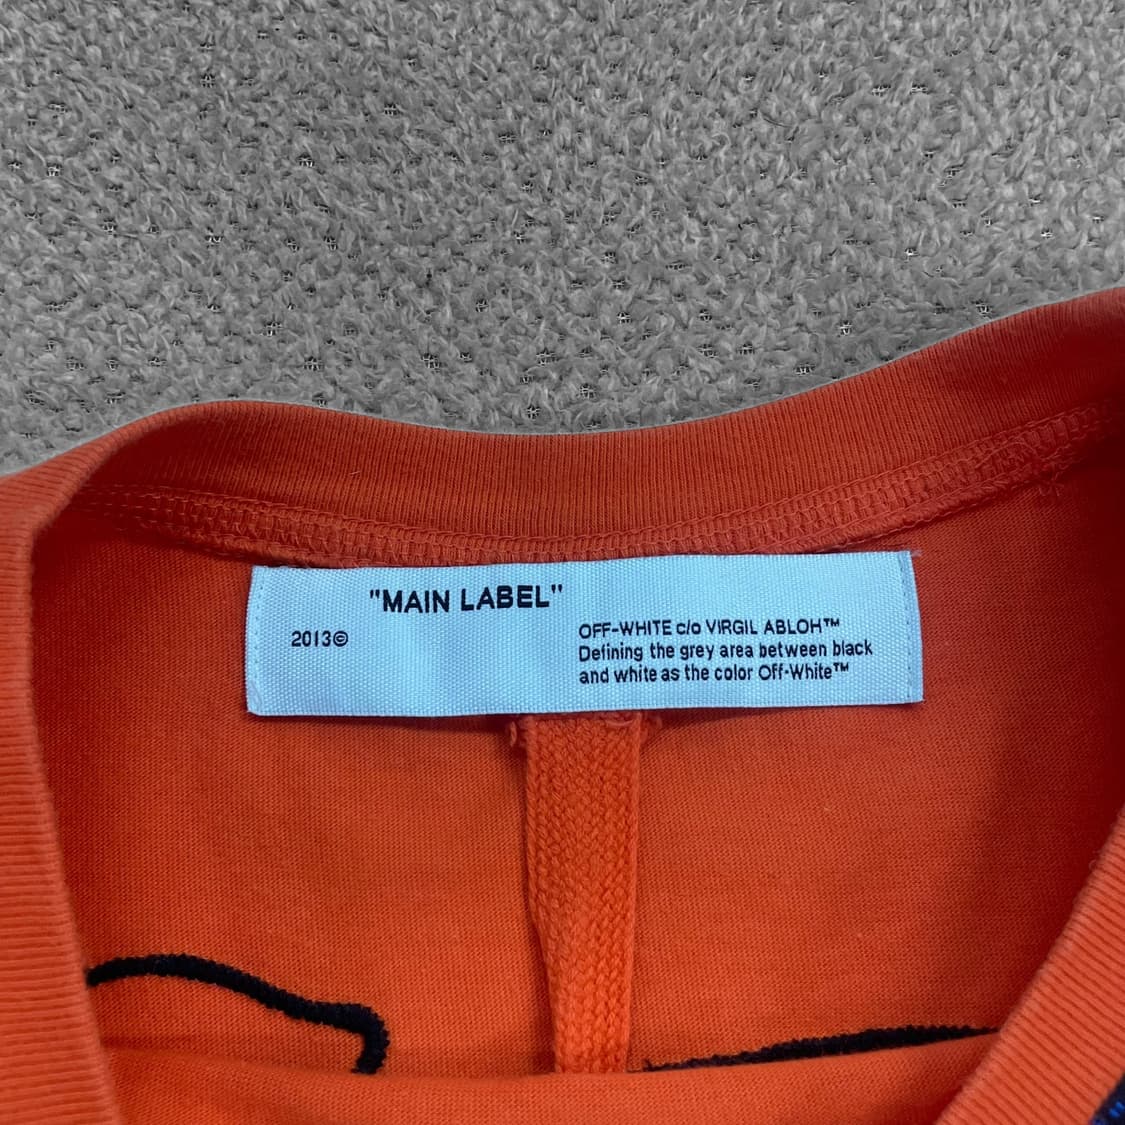 "MAIN LABEL"
2013©
OFF-WHITE c/o VIRGIL ABLOH™
Defining the grey area between black
and white as the color Off-White™